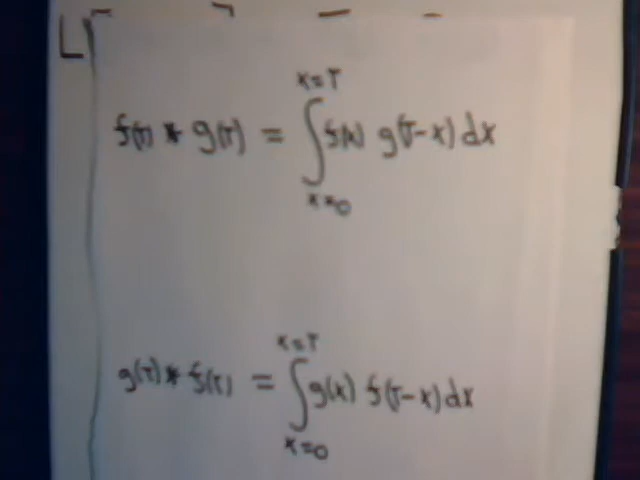 x=T
f(T) * g(T) = ∫ f(x) g(T-x) dx
x=0
x=T
g(T) * f(T) = ∫ g(x) f(T-x) dx
x=0